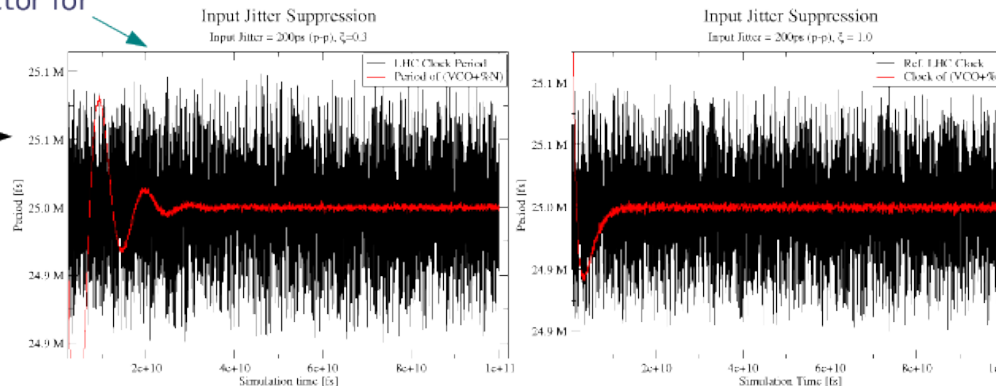 ctor for
Input Jitter Suppression
Input Jitter = 200ps (p-p), ξ=0.3
LHC Clock Period
Period of (VCO+%N)
Period [fs]
25.1 M
25.1 M
25.0 M
24.9 M
24.9 M
2e+10
4e+10
6e+10
8e+10
1e+11
Simulation time [fs]
Input Jitter Suppression
Input Jitter = 200ps (p-p), ξ = 1.0
Ref. LHC Clock
Clock of (VCO+%
Period [fs]
25.1 M
25.1 M
25.0 M
24.9 M
24.9 M
2e+10
4e+10
6e+10
8e+10
Simulation Time [fs]